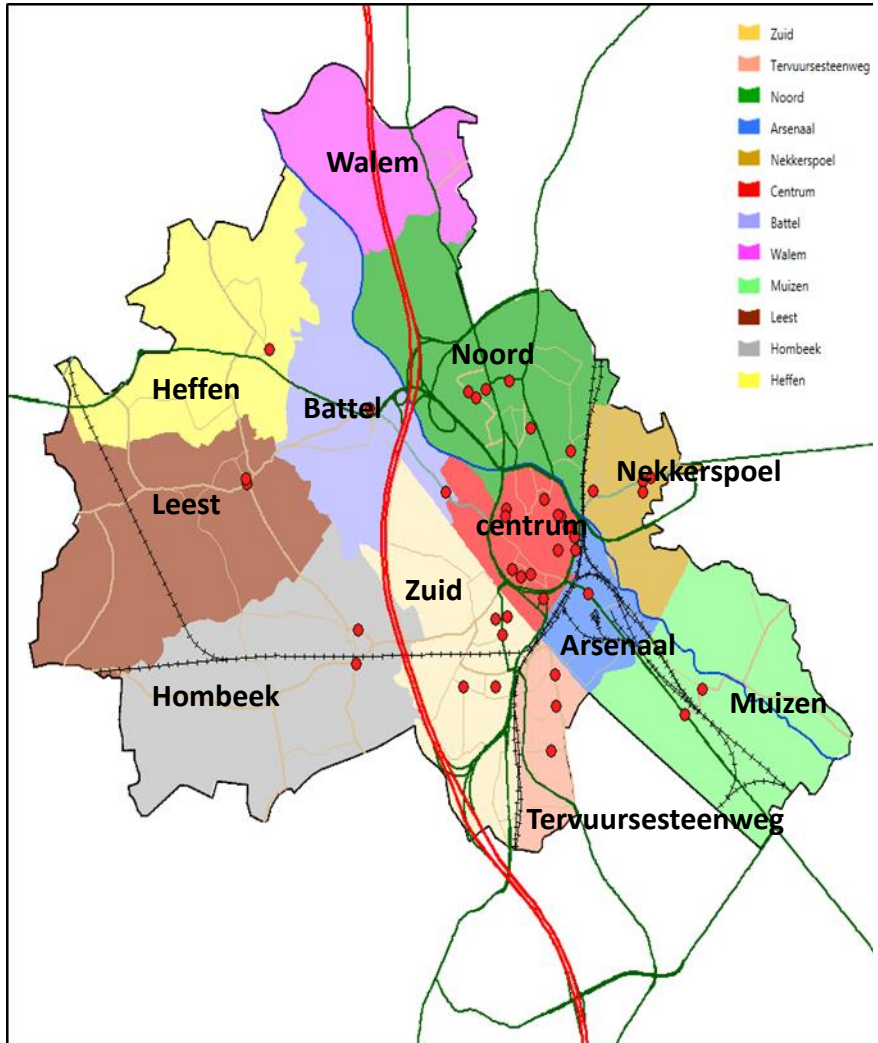 Zuid
Tervuursesteenweg
Noord
Arsenaal
Nekkerspoel
Centrum
Battel
Walem
Muizen
Leest
Hombeek
Heffen
Walem
Noord
Heffen
Battel
Nekkerspoel
Leest
centrum
Zuid
Arsenaal
Hombeek
Muizen
Tervuursesteenweg